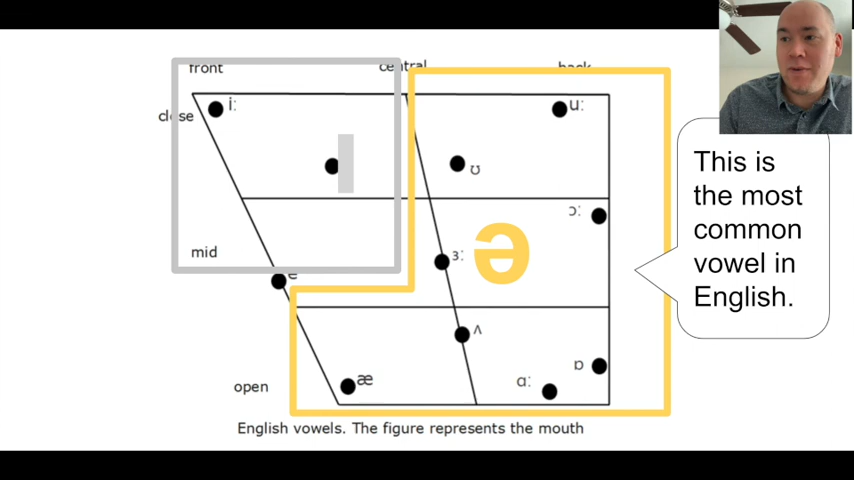 front
central
back
close
iː
uː
ʊ
ɔː
mid
ɜː
ə
e
ʌ
ɒ
æ
ɑː
open
English vowels. The figure represents the mouth
This is
the most
common
vowel in
English.